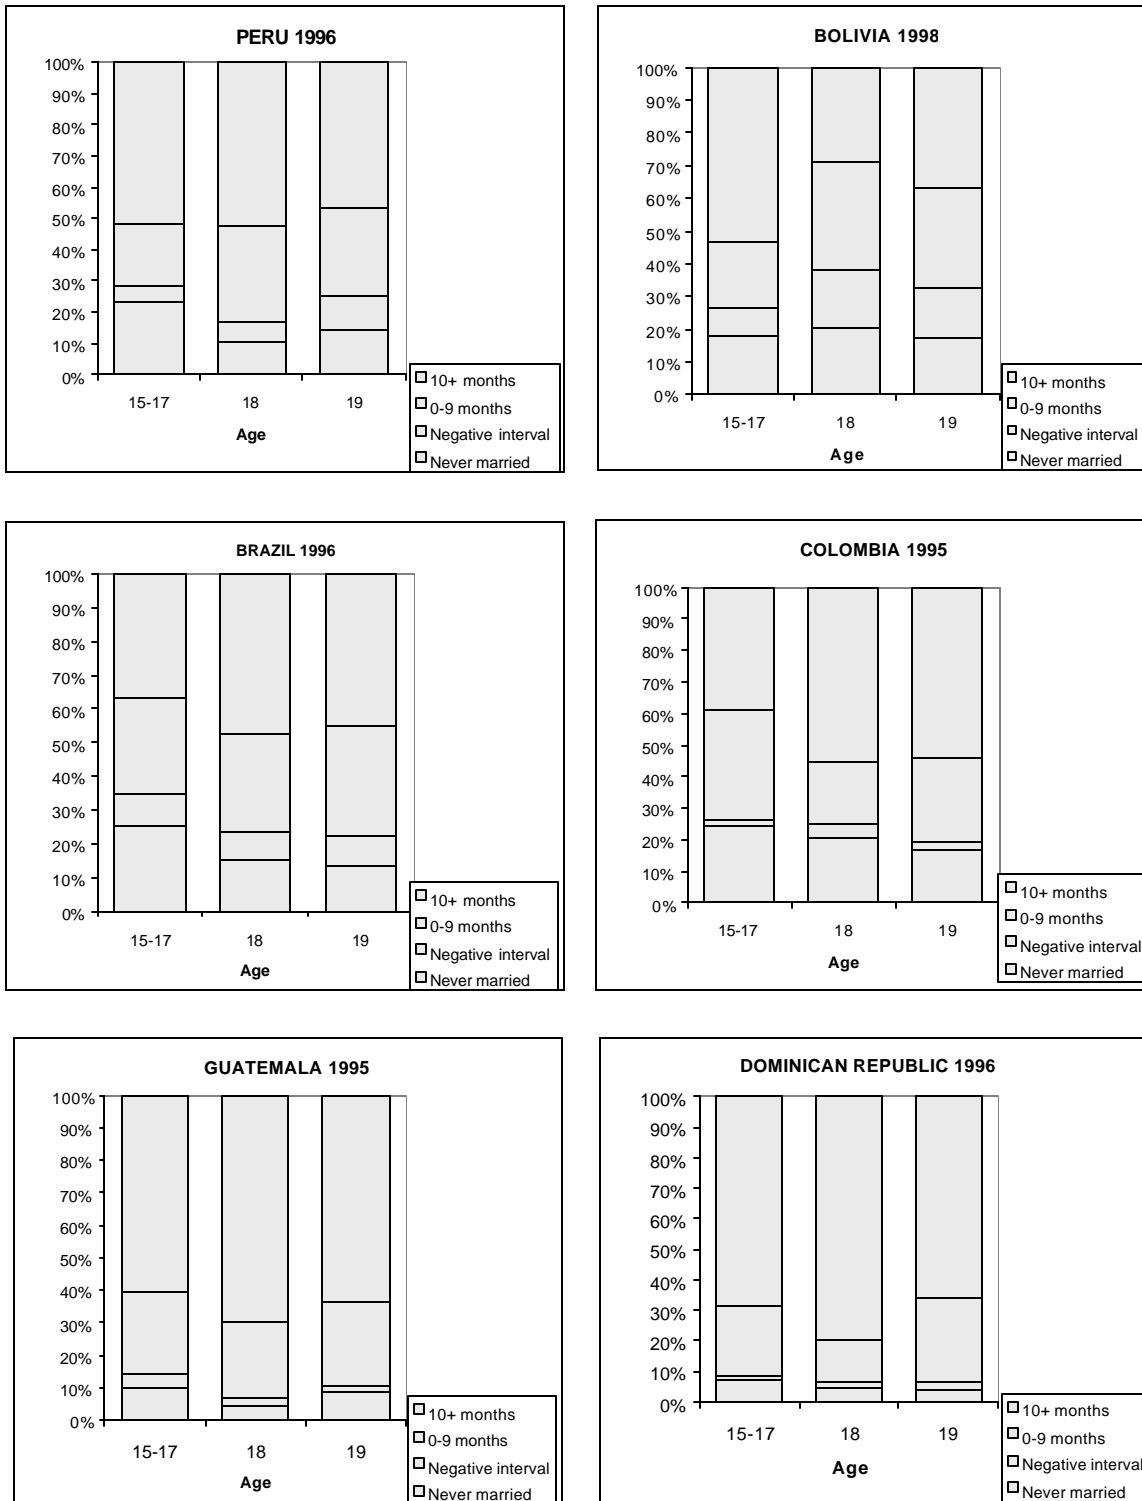 PERU 1996
100%
90%
80%
70%
60%
50%
40%
30%
20%
10%
0%
15-17 18 19
Age
10+ months
0-9 months
Negative interval
Never married
BOLIVIA 1998
100%
90%
80%
70%
60%
50%
40%
30%
20%
10%
0%
15-17 18 19
Age
10+ months
0-9 months
Negative interval
Never married
BRAZIL 1996
100%
90%
80%
70%
60%
50%
40%
30%
20%
10%
0%
15-17 18 19
Age
10+ months
0-9 months
Negative interval
Never married
COLOMBIA 1995
100%
90%
80%
70%
60%
50%
40%
30%
20%
10%
0%
15-17 18 19
Age
10+ months
0-9 months
Negative interval
Never married
GUATEMALA 1995
100%
90%
80%
70%
60%
50%
40%
30%
20%
10%
0%
15-17 18 19
Age
10+ months
0-9 months
Negative interval
Never married
DOMINICAN REPUBLIC 1996
100%
90%
80%
70%
60%
50%
40%
30%
20%
10%
0%
15-17 18 19
Age
10+ months
0-9 months
Negative interval
Never married